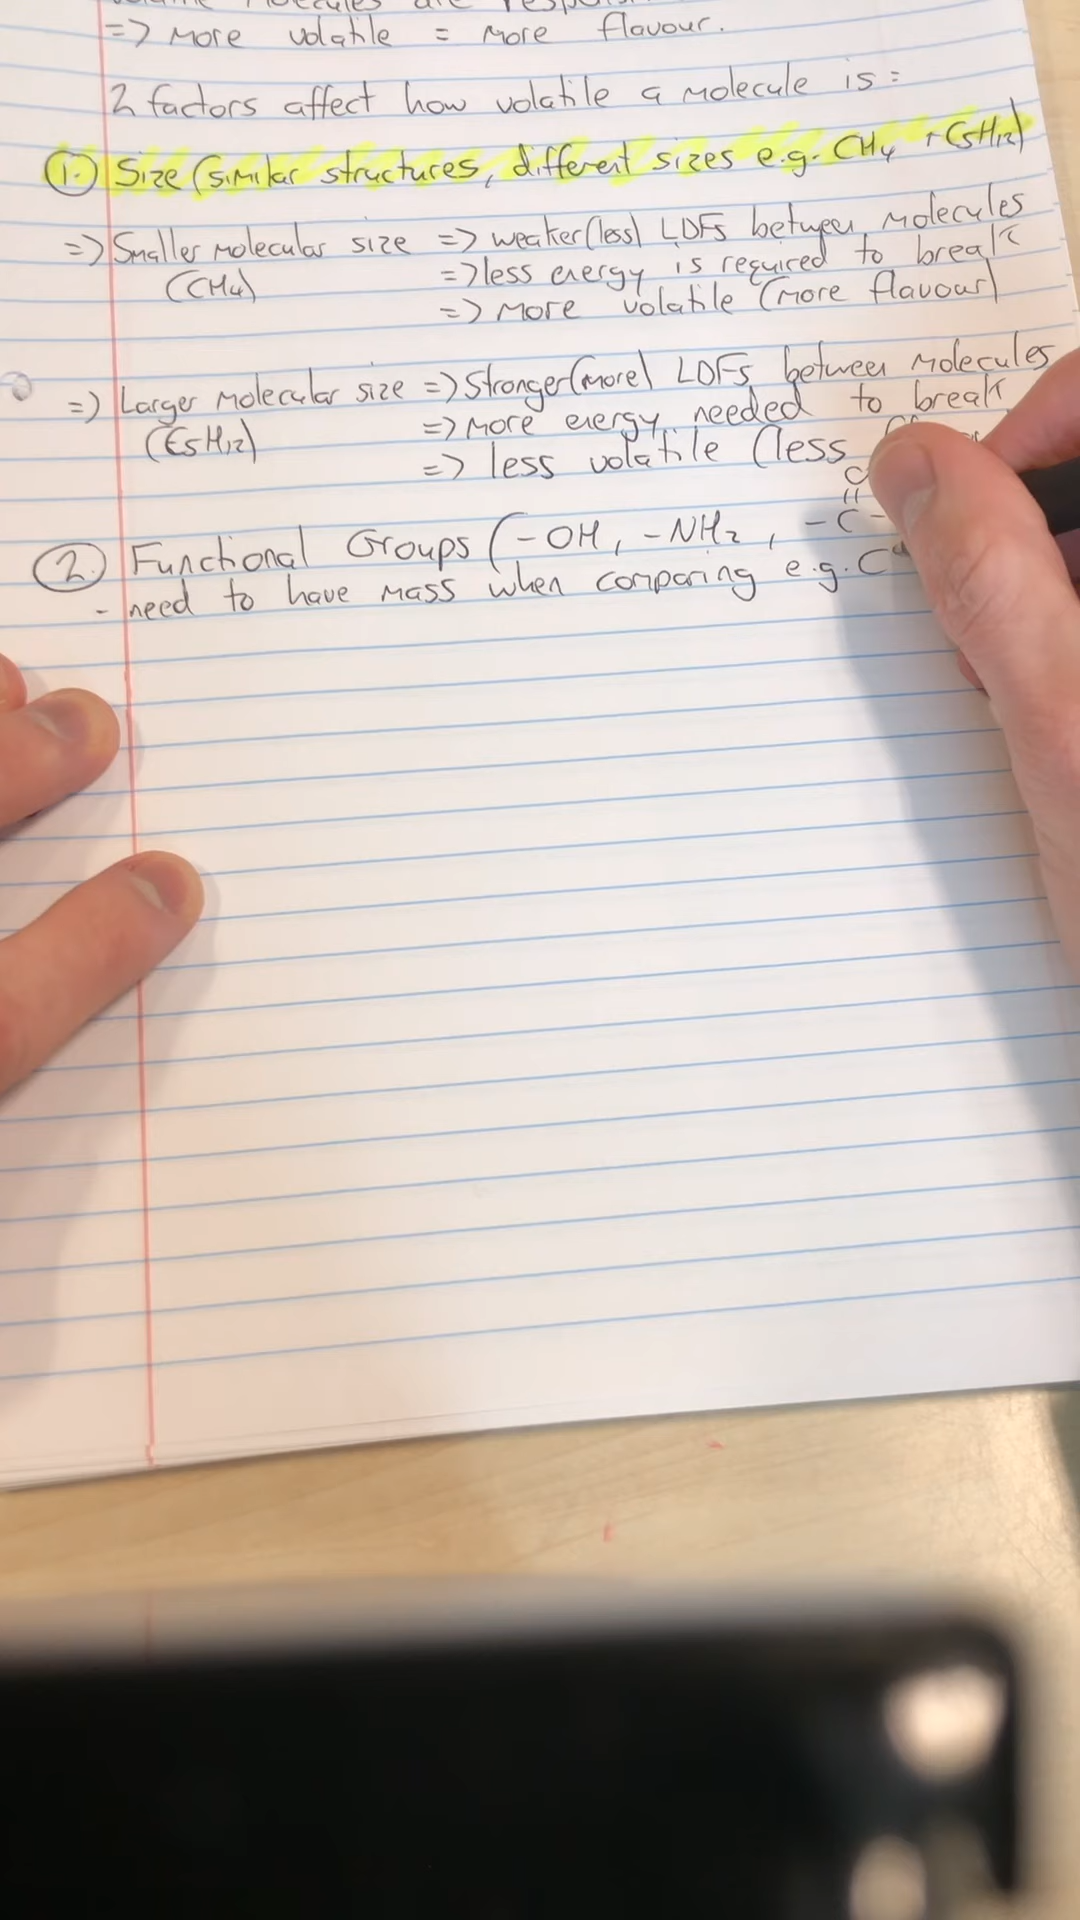 molecules are
=> More volatile = More flavour.
2 factors affect how volatile a molecule is:
1. Size (similar structures, different sizes e.g. CH4 + C5H12)
=> Smaller molecular size => weaker (less) LDFs between molecules
(CH4) => less energy is required to break
=> More volatile (more flavour)
=> Larger molecular size => Stronger (more) LDFs between molecules
(C5H12) => More energy needed to break
=> less volatile (less
O
||
2. Functional Groups (-OH, -NH2, -C-
- need to have mass when comparing e.g. C